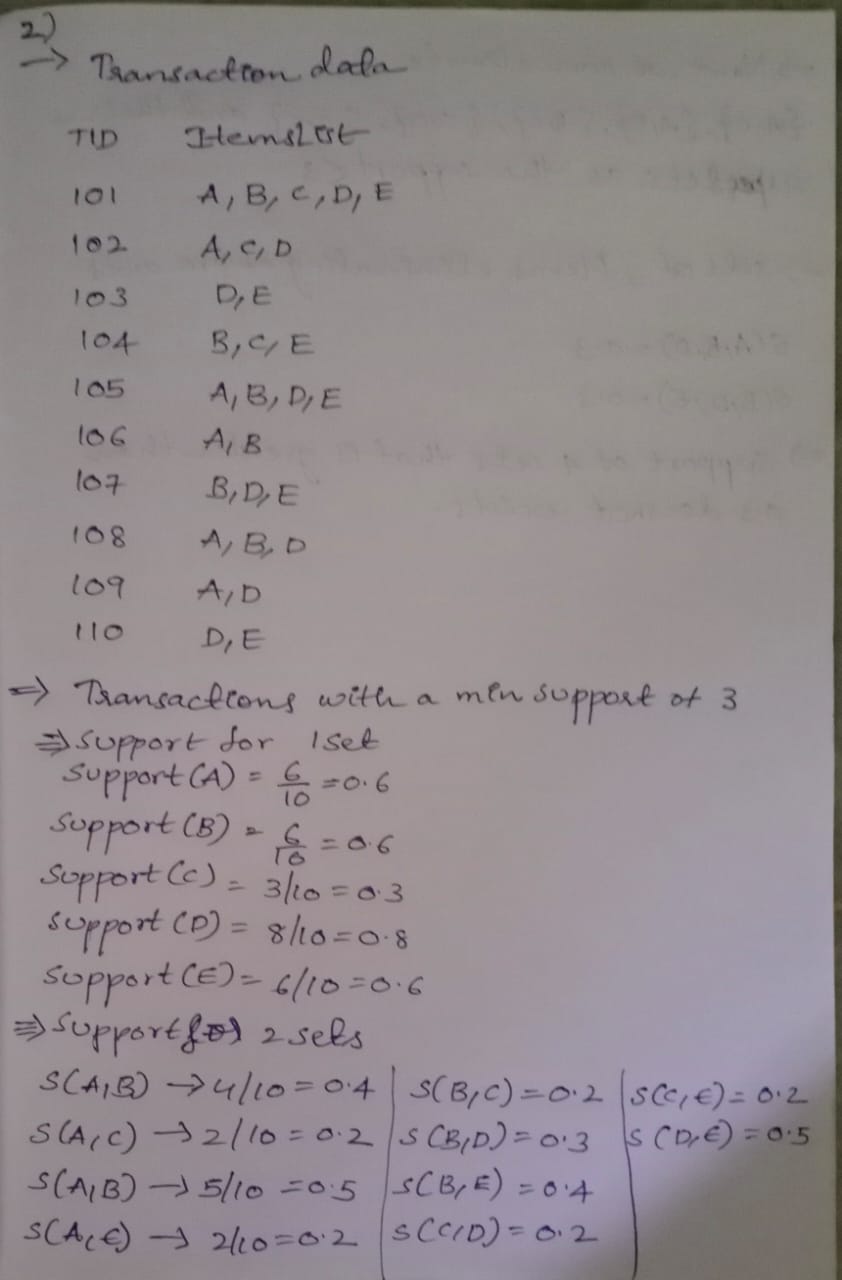 2)
→ Transaction data
TID Items List
101 A, B, C, D, E
102 A, C, D
103 D, E
104 B, C, E
105 A, B, D, E
106 A, B
107 B, D, E
108 A, B, D
109 A, D
110 D, E
⇒ Transactions with a min support of 3
⇒ Support for 1 set
Support (A) = 6/10 = 0.6
Support (B) = 6/10 = 0.6
Support (C) = 3/10 = 0.3
Support (D) = 8/10 = 0.8
Support (E) = 6/10 = 0.6
⇒ Support for 2 sets
S(A,B) → 4/10 = 0.4 | S(B,C) = 0.2 | S(C,E) = 0.2
S(A,C) → 2/10 = 0.2 | S(B,D) = 0.3 | S(D,E) = 0.5
S(A,B) → 5/10 = 0.5 | S(B,E) = 0.4
S(A,E) → 2/10 = 0.2 | S(C,D) = 0.2